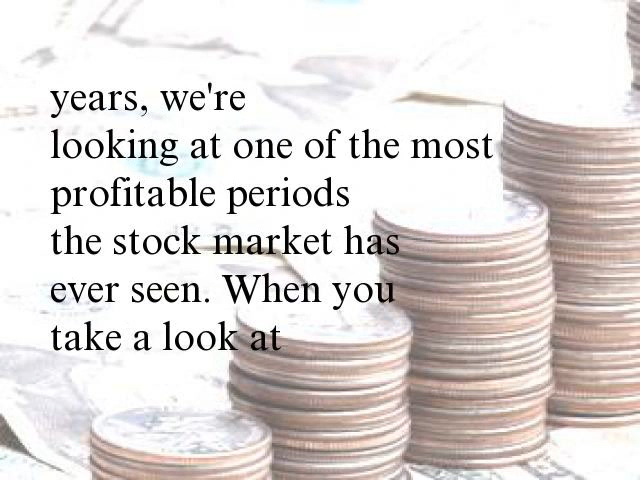 years, we're
looking at one of the most
profitable periods
the stock market has
ever seen. When you
take a look at